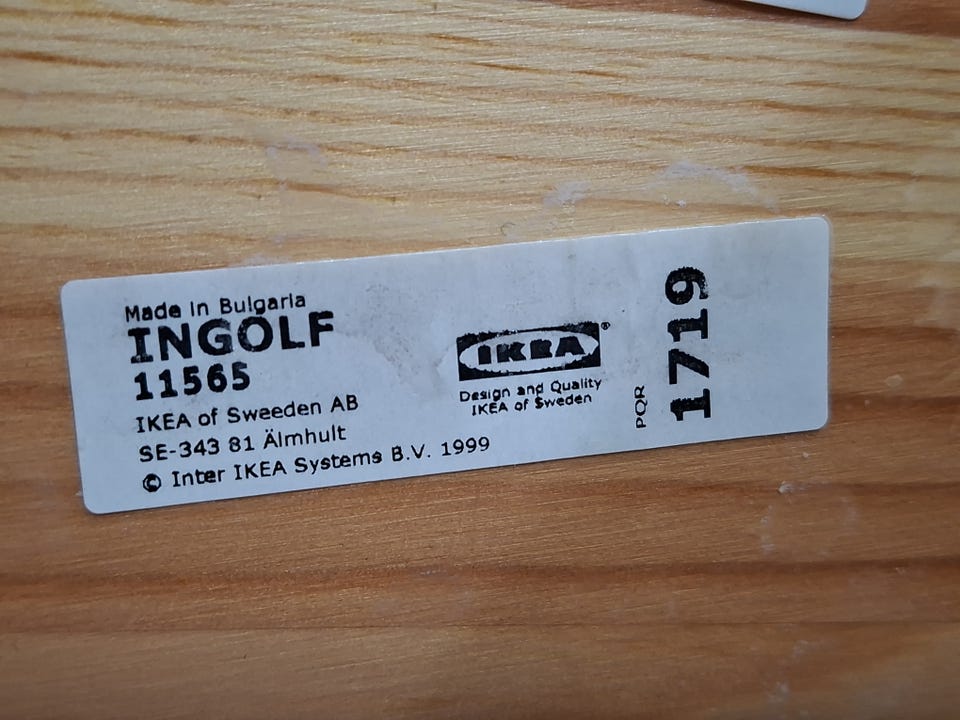 Made in Bulgaria
INGOLF
11565
IKEA of Sweeden AB
SE-343 81 Älmhult
© Inter IKEA Systems B.V. 1999
IKEA®
Design and Quality
IKEA of Sweden
PQR
1719